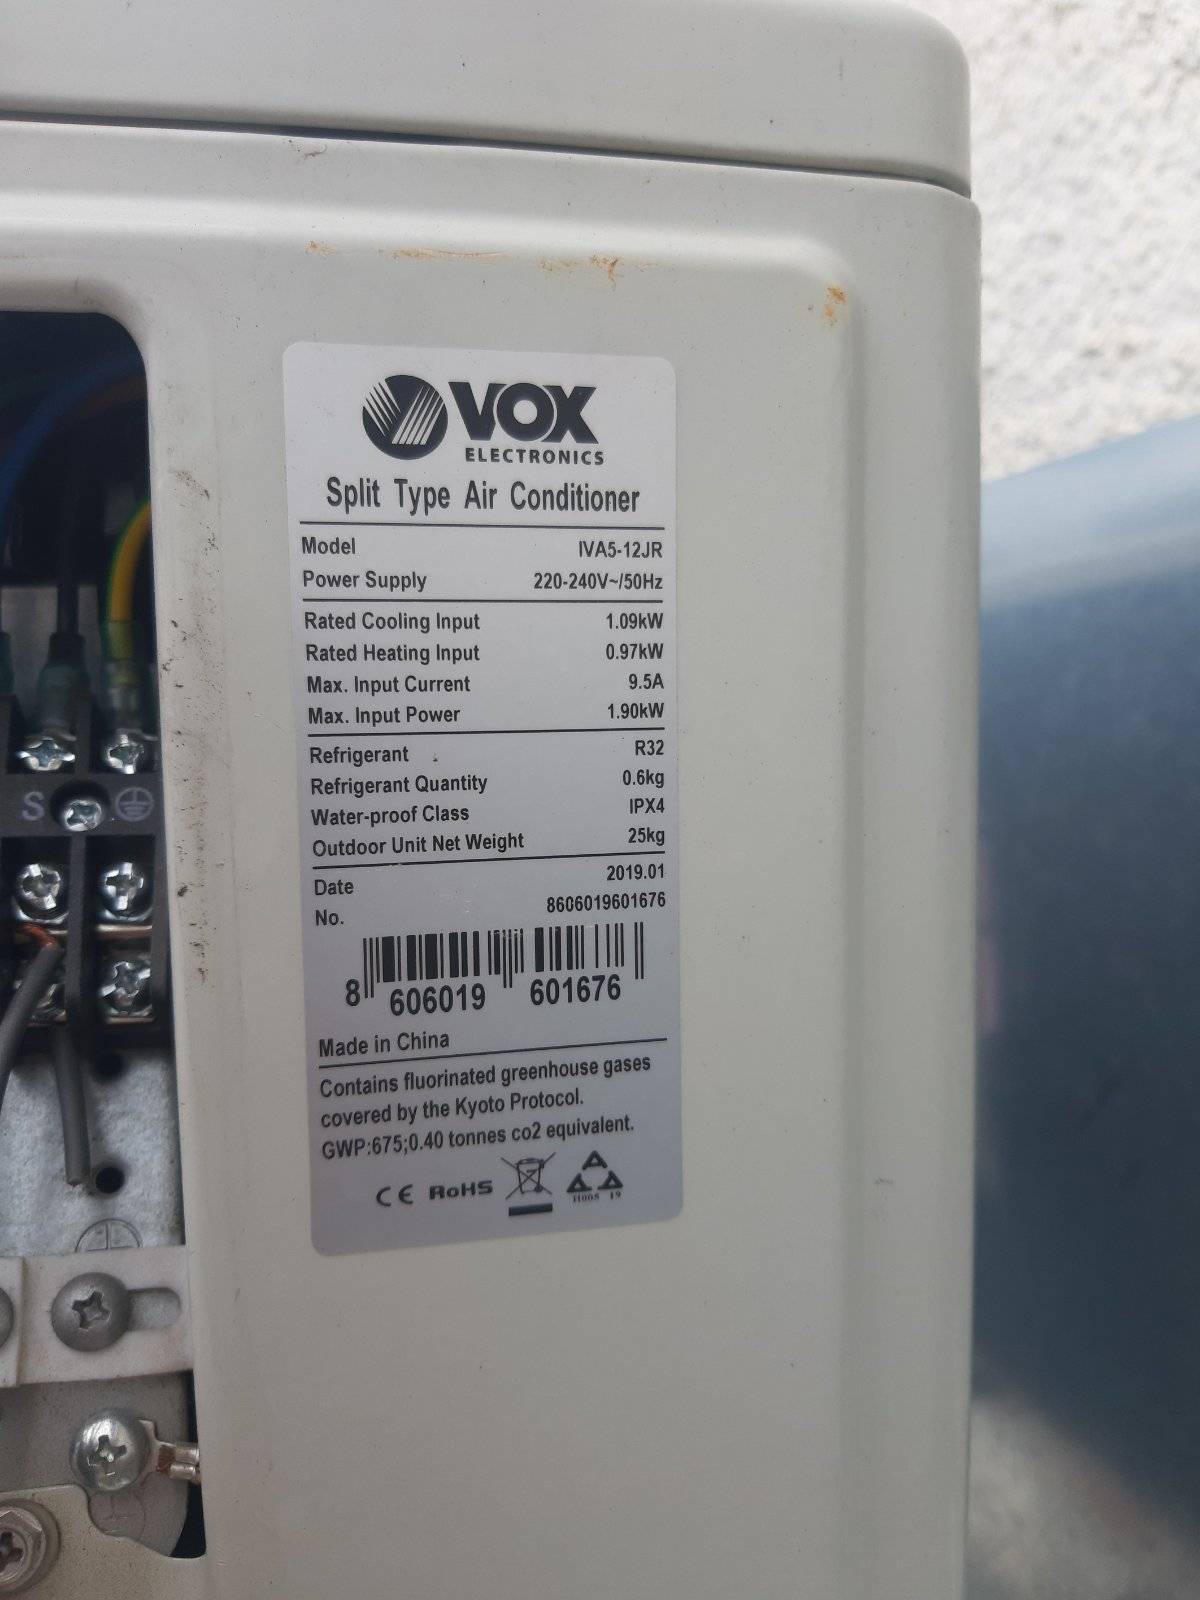 VOX
ELECTRONICS
Split Type Air Conditioner
Model IVA5-12JR
Power Supply 220-240V~/50Hz
Rated Cooling Input 1.09kW
Rated Heating Input 0.97kW
Max. Input Current 9.5A
Max. Input Power 1.90kW
Refrigerant R32
Refrigerant Quantity 0.6kg
Water-proof Class IPX4
Outdoor Unit Net Weight 25kg
Date 2019.01
No. 8606019601676
8 606019 601676
Made in China
Contains fluorinated greenhouse gases
covered by the Kyoto Protocol.
GWP:675;0.40 tonnes co2 equivalent.
CE RoHS
S